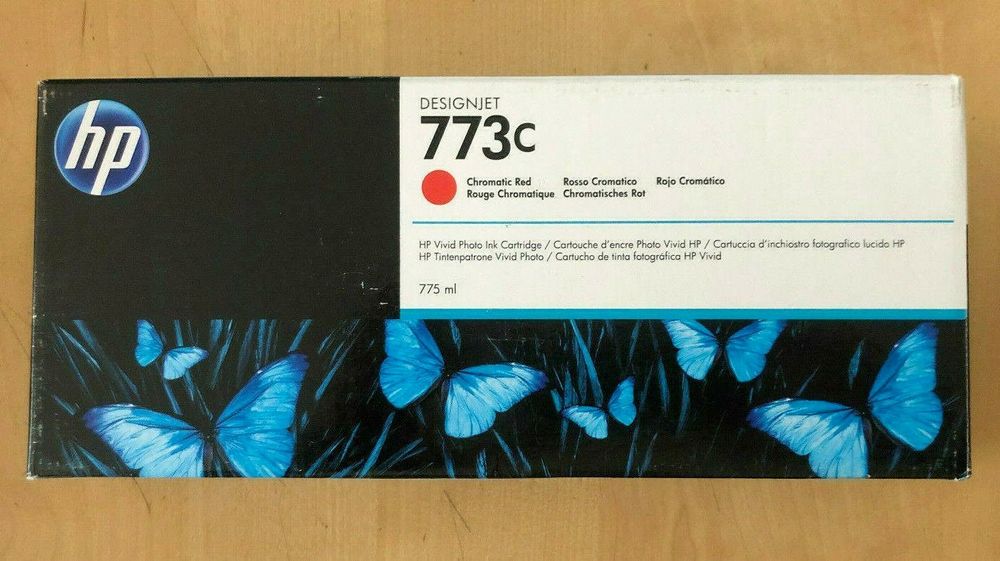 hp
DESIGNJET
773C
Chromatic Red Rosso Cromatico Rojo Cromático
Rouge Chromatique Chromatisches Rot
HP Vivid Photo Ink Cartridge / Cartouche d'encre Photo Vivid HP / Cartuccia d'inchiostro fotografico lucido HP
HP Tintenpatrone Vivid Photo / Cartucho de tinta fotográfica HP Vivid
775 ml